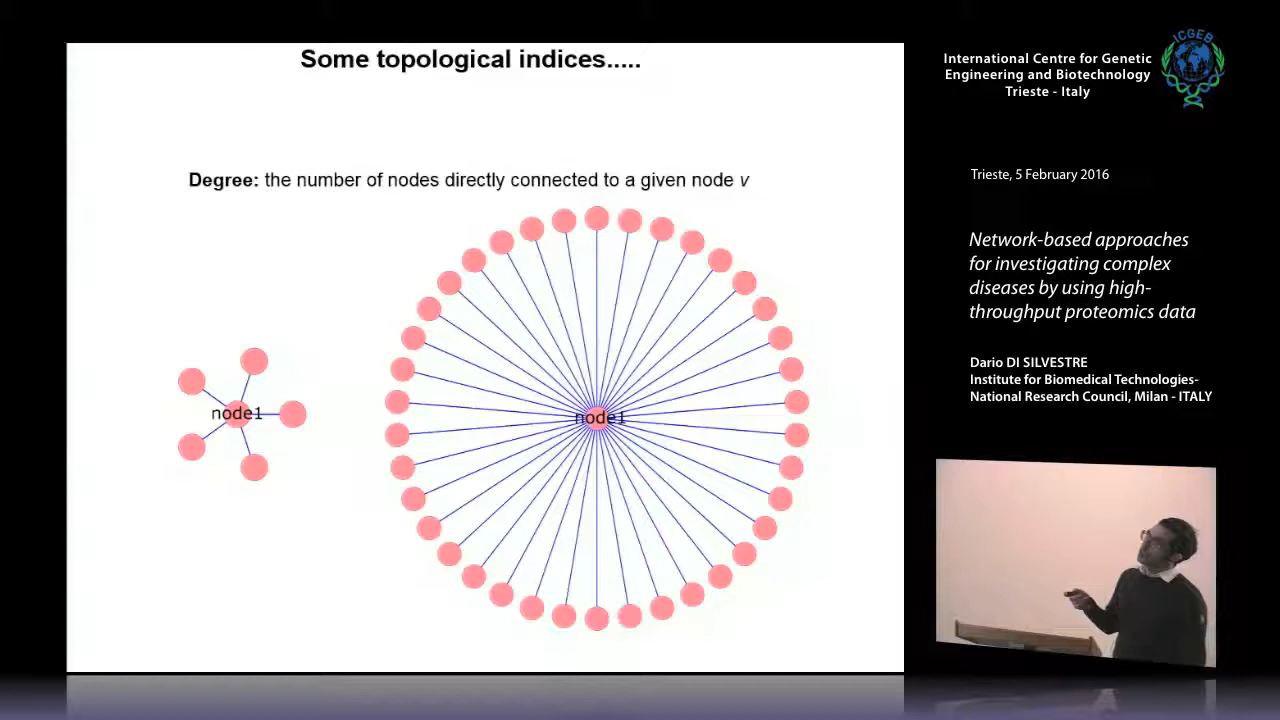 Some topological indices.....
Degree: the number of nodes directly connected to a given node v
node1
node1
International Centre for Genetic
Engineering and Biotechnology
Trieste - Italy
ICGEB
Trieste, 5 February 2016
Network-based approaches
for investigating complex
diseases by using high-
throughput proteomics data
Dario DI SILVESTRE
Institute for Biomedical Technologies-
National Research Council, Milan - ITALY